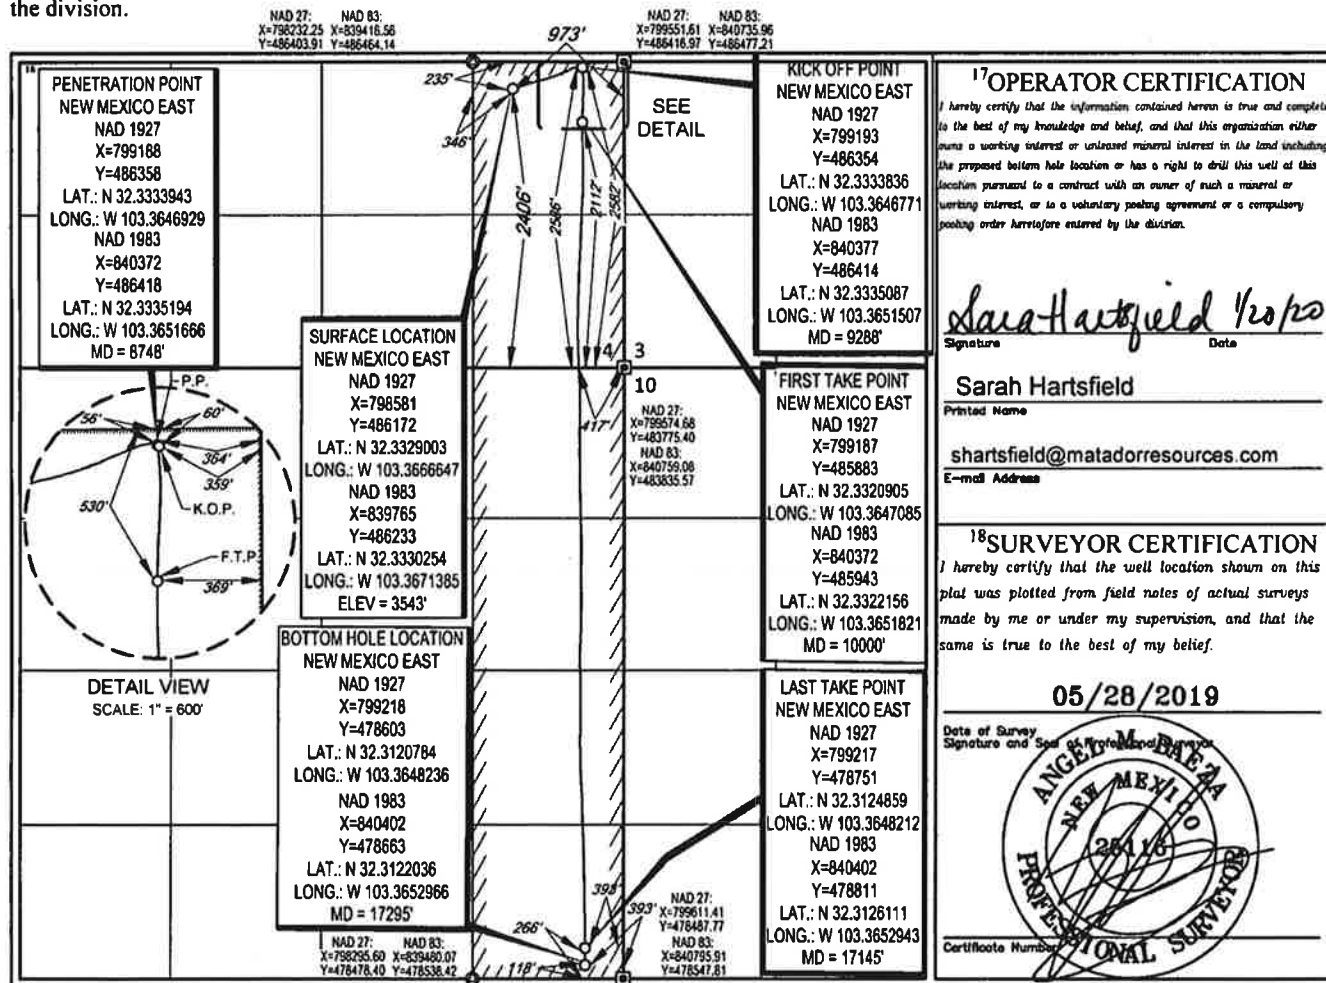 the division.
NAD 27:
X=798232.25
Y=486403.91
NAD 83:
X=839416.56
Y=486464.14
NAD 27:
X=799551.61
Y=486416.97
NAD 83:
X=840735.96
Y=486477.21
973'
235'
346'
2406'
2586'
2112'
2582'
SEE
DETAIL
16
PENETRATION POINT
NEW MEXICO EAST
NAD 1927
X=799188
Y=486358
LAT.: N 32.3333943
LONG.: W 103.3646929
NAD 1983
X=840372
Y=486418
LAT.: N 32.3335194
LONG.: W 103.3651666
MD = 8748'
KICK OFF POINT
NEW MEXICO EAST
NAD 1927
X=799193
Y=486354
LAT.: N 32.3333836
LONG.: W 103.3646771
NAD 1983
X=840377
Y=486414
LAT.: N 32.3335087
LONG.: W 103.3651507
MD = 9288'
SURFACE LOCATION
NEW MEXICO EAST
NAD 1927
X=798581
Y=486172
LAT.: N 32.3329003
LONG.: W 103.3666647
NAD 1983
X=839765
Y=486233
LAT.: N 32.3330254
LONG.: W 103.3671385
ELEV = 3543'
4 3
10
417'
NAD 27:
X=799574.68
Y=483775.40
NAD 83:
X=840759.08
Y=483835.57
FIRST TAKE POINT
NEW MEXICO EAST
NAD 1927
X=799187
Y=485883
LAT.: N 32.3320905
LONG.: W 103.3647085
NAD 1983
X=840372
Y=485943
LAT.: N 32.3322156
LONG.: W 103.3651821
MD = 10000'
P.P.
56'
60'
364'
359'
530'
K.O.P.
F.T.P.
369'
DETAIL VIEW
SCALE: 1" = 600'
BOTTOM HOLE LOCATION
NEW MEXICO EAST
NAD 1927
X=799218
Y=478603
LAT.: N 32.3120784
LONG.: W 103.3648236
NAD 1983
X=840402
Y=478663
LAT.: N 32.3122036
LONG.: W 103.3652966
MD = 17295'
LAST TAKE POINT
NEW MEXICO EAST
NAD 1927
X=799217
Y=478751
LAT.: N 32.3124859
LONG.: W 103.3648212
NAD 1983
X=840402
Y=478811
LAT.: N 32.3126111
LONG.: W 103.3652943
MD = 17145'
266'
118'
393'
393'
NAD 27:
X=798295.60
Y=478478.40
NAD 83:
X=839480.07
Y=478538.42
NAD 27:
X=799611.41
Y=478487.77
NAD 83:
X=840795.91
Y=478547.81
17 OPERATOR CERTIFICATION
I hereby certify that the information contained herein is true and complete
to the best of my knowledge and belief, and that this organization either
owns a working interest or unleased mineral interest in the land including
the proposed bottom hole location or has a right to drill this well at this
location pursuant to a contract with an owner of such a mineral or
working interest, or to a voluntary pooling agreement or a compulsory
pooling order heretofore entered by the division.
Sara Hartsfield 1/20/20
Signature Date
Sarah Hartsfield
Printed Name
shartsfield@matadorresources.com
E-mail Address
18 SURVEYOR CERTIFICATION
I hereby certify that the well location shown on this
plat was plotted from field notes of actual surveys
made by me or under my supervision, and that the
same is true to the best of my belief.
05/28/2019
Date of Survey
Signature and Seal of Professional Surveyor
ANGEL M. BAEZA
NEW MEXICO
25116
PROFESSIONAL SURVEYOR
Certificate Number